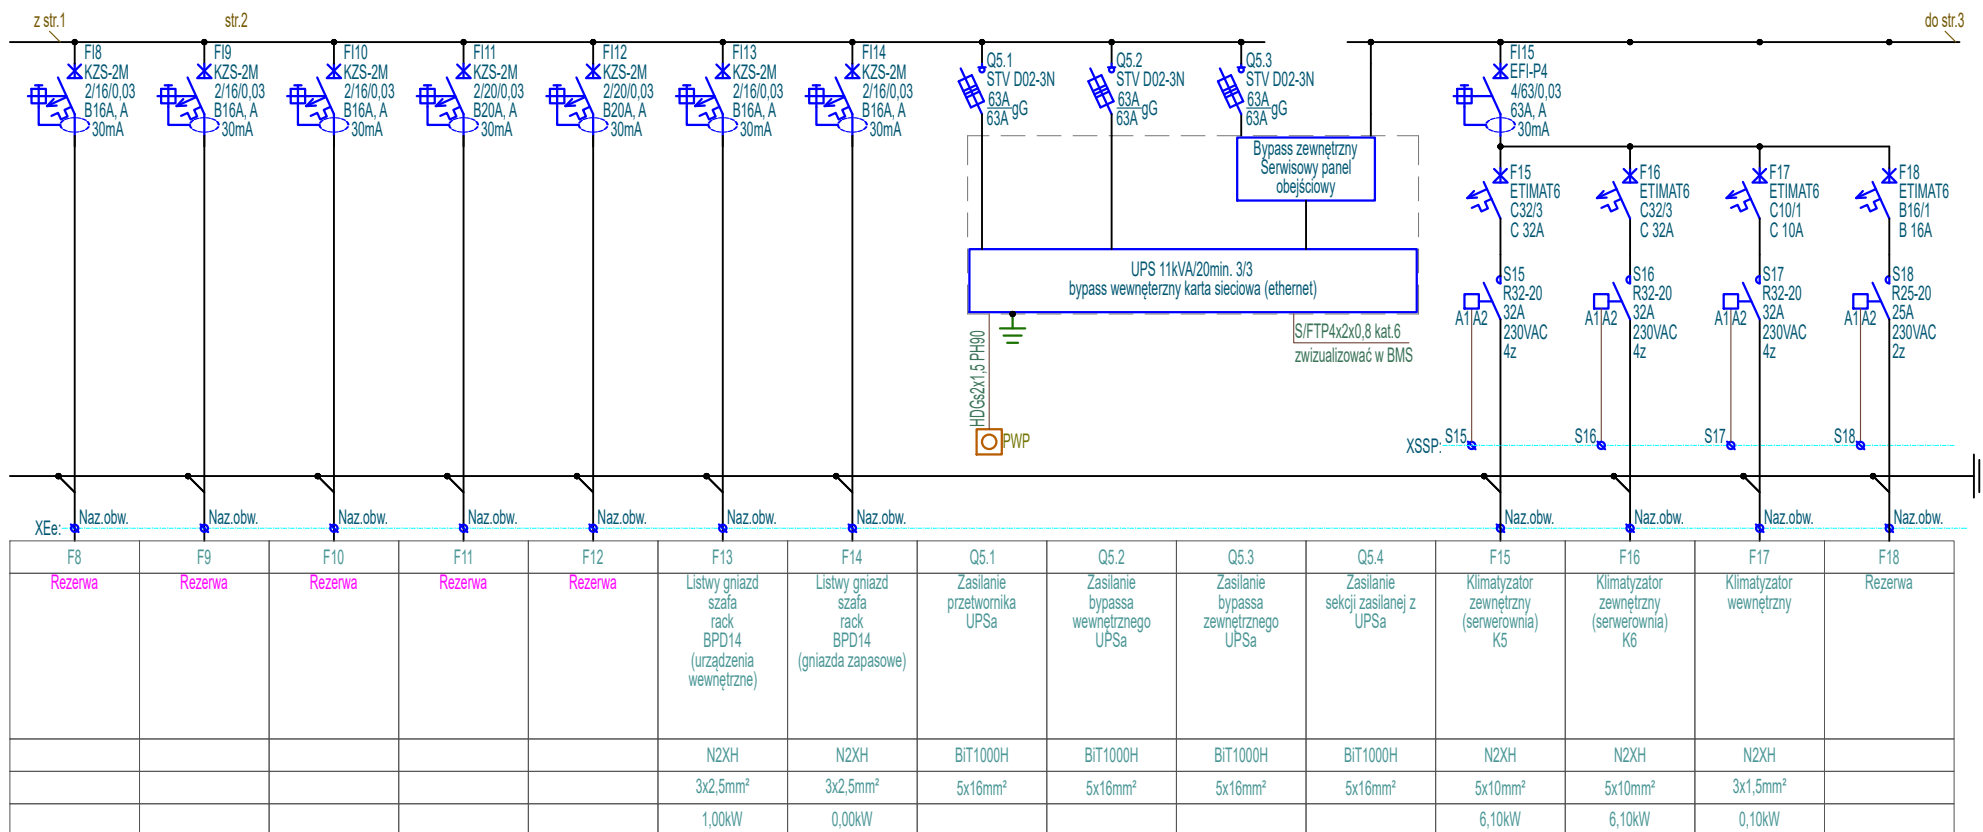 z str.1
str.2
do str.3
FI8
KZS-2M
2/16/0,03
B16A, A
30mA
FI9
KZS-2M
2/16/0,03
B16A, A
30mA
FI10
KZS-2M
2/16/0,03
B16A, A
30mA
FI11
KZS-2M
2/20/0,03
B20A, A
30mA
FI12
KZS-2M
2/20/0,03
B20A, A
30mA
FI13
KZS-2M
2/16/0,03
B16A, A
30mA
FI14
KZS-2M
2/16/0,03
B16A, A
30mA
Q5.1
STV D02-3N
63A
gG
63A
Q5.2
STV D02-3N
63A
gG
63A
Q5.3
STV D02-3N
63A
gG
63A
FI15
EFI-P4
4/63/0,03
63A, A
30mA
Bypass zewnętrzny
Serwisowy panel
obejściowy
UPS 11kVA/20min. 3/3
bypass wewnęterzny karta sieciowa (ethernet)
HDGs2x1,5 PH90
PWP
S/FTP4x2x0,8 kat.6
zwizualizować w BMS
F15
ETIMAT6
C32/3
C 32A
F16
ETIMAT6
C32/3
C 32A
F17
ETIMAT6
C10/1
C 10A
F18
ETIMAT6
B16/1
B 16A
S15
R32-20
32A
230VAC
4z
A1 A2
S16
R32-20
32A
230VAC
4z
A1 A2
S17
R32-20
32A
230VAC
4z
A1 A2
S18
R25-20
25A
230VAC
2z
A1 A2
XSSP: S15 S16 S17 S18
XEe: Naz.obw. Naz.obw. Naz.obw. Naz.obw. Naz.obw. Naz.obw. Naz.obw. Naz.obw. Naz.obw. Naz.obw. Naz.obw.
F8 F9 F10 F11 F12 F13 F14 Q5.1 Q5.2 Q5.3 Q5.4 F15 F16 F17 F18
Rezerwa
Rezerwa
Rezerwa
Rezerwa
Rezerwa
Listwy gniazd
szafa
rack
BPD14
(urządzenia
wewnętrzne)
Listwy gniazd
szafa
rack
BPD14
(gniazda zapasowe)
Zasilanie
przetwornika
UPSa
Zasilanie
bypassa
wewnętrznego
UPSa
Zasilanie
bypassa
zewnętrznego
UPSa
Zasilanie
sekcji zasilanej z
UPSa
Klimatyzator
zewnętrzny
(serwerownia)
K5
Klimatyzator
zewnętrzny
(serwerownia)
K6
Klimatyzator
wewnętrzny
Rezerwa
N2XH N2XH BiT1000H BiT1000H BiT1000H BiT1000H N2XH N2XH N2XH
3x2,5mm² 3x2,5mm² 5x16mm² 5x16mm² 5x16mm² 5x16mm² 5x10mm² 5x10mm² 3x1,5mm²
1,00kW 0,00kW 6,10kW 6,10kW 0,10kW